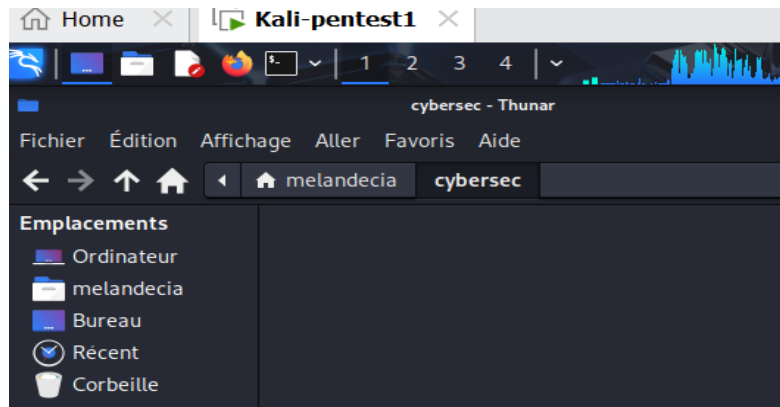 Home Kali-pentest1
1 2 3 4
cybersec - Thunar
Fichier Édition Affichage Aller Favoris Aide
melandecia cybersec
Emplacements
Ordinateur
melandecia
Bureau
Récent
Corbeille